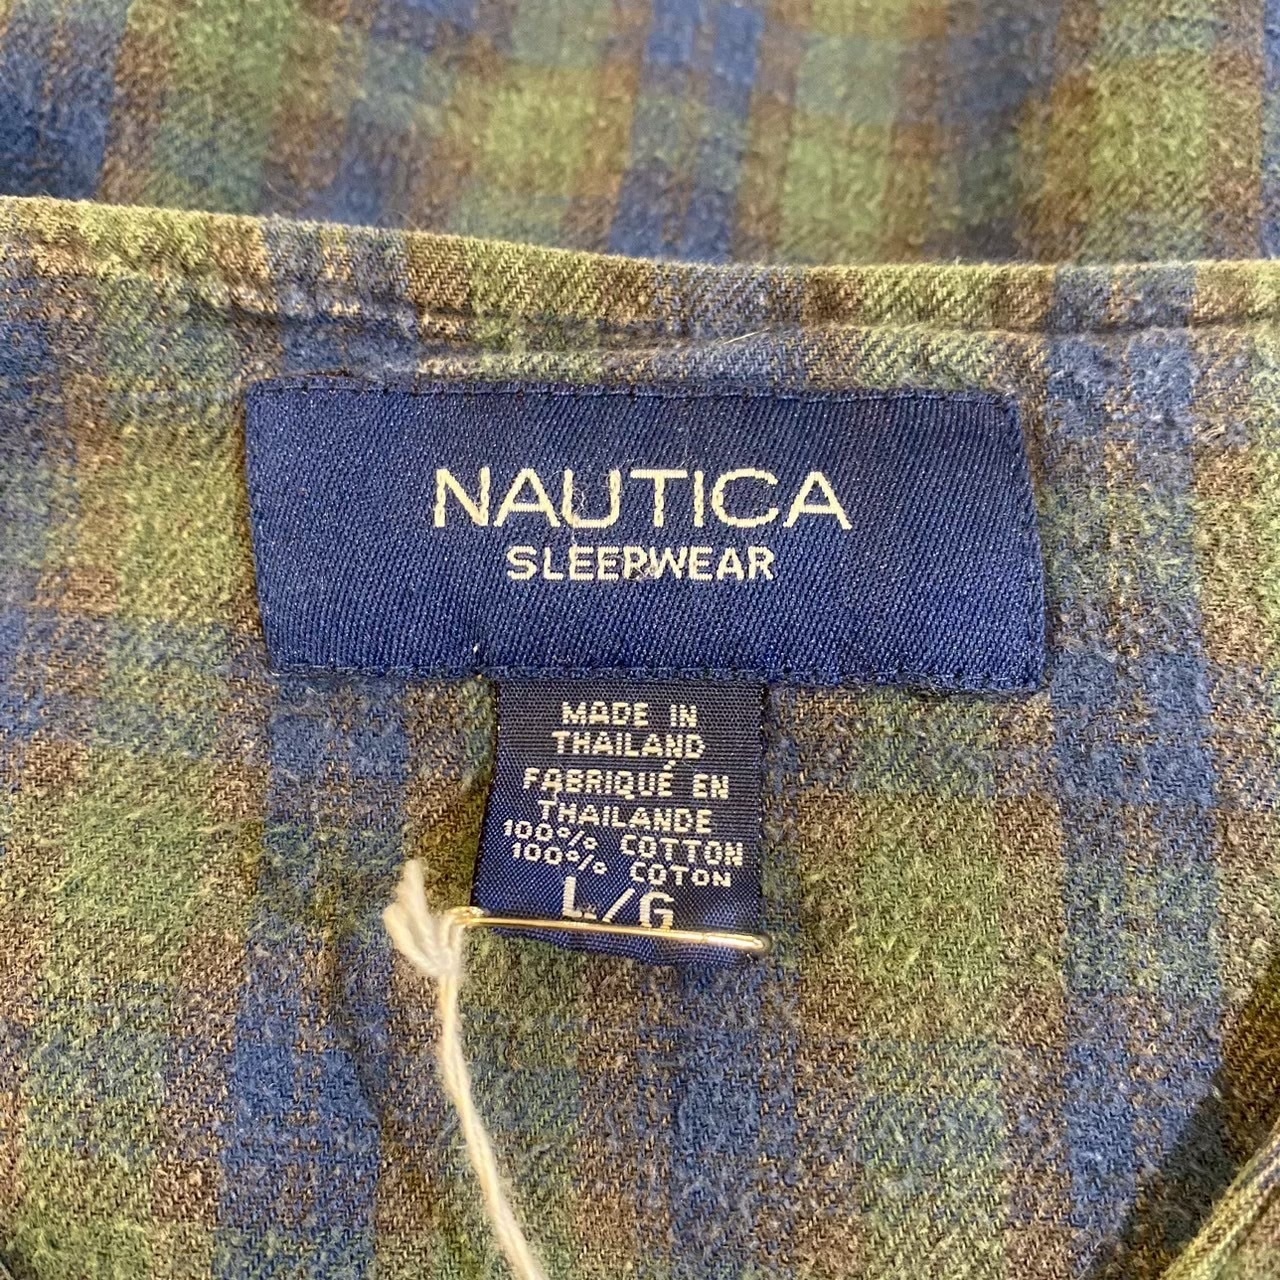 NAUTICA
SLEEPWEAR
MADE IN
THAILAND
FABRIQUÉ EN
THAILANDE
100% COTTON
100% COTON
L/G